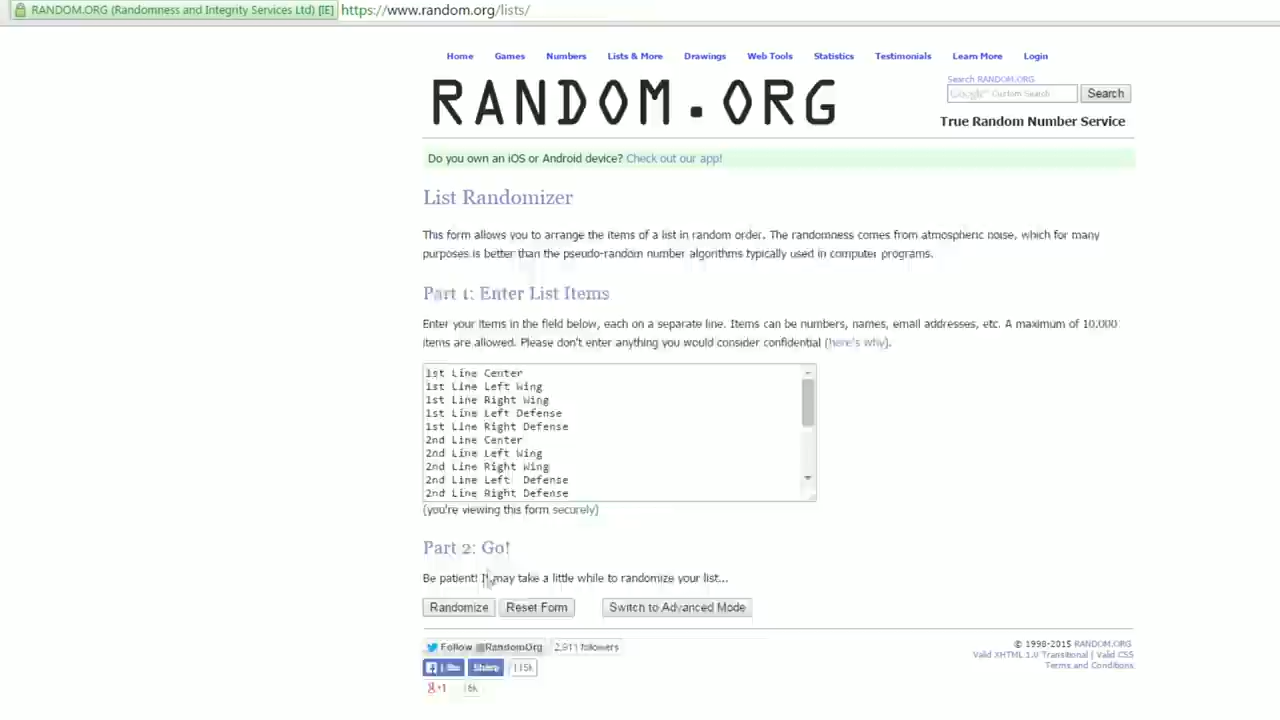 RANDOM.ORG (Randomness and Integrity Services Ltd) [IE] https://www.random.org/lists/
Home Games Numbers Lists & More Drawings Web Tools Statistics Testimonials Learn More Login
RANDOM.ORG
Search RANDOM.ORG
Google™ Custom Search Search
True Random Number Service
Do you own an iOS or Android device? Check out our app!
List Randomizer
This form allows you to arrange the items of a list in random order. The randomness comes from atmospheric noise, which for many
purposes is better than the pseudo-random number algorithms typically used in computer programs.
Part 1: Enter List Items
Enter your items in the field below, each on a separate line. Items can be numbers, names, email addresses, etc. A maximum of 10,000
items are allowed. Please don't enter anything you would consider confidential (here's why).
1st Line Center
1st Line Left Wing
1st Line Right Wing
1st Line Left Defense
1st Line Right Defense
2nd Line Center
2nd Line Left Wing
2nd Line Right Wing
2nd Line Left  Defense
2nd Line Right Defense
(you're viewing this form securely)
Part 2: Go!
Be patient! It may take a little while to randomize your list...
Randomize Reset Form Switch to Advanced Mode
Follow @RandomOrg 2,911 followers
Like Share 115k
g+1 6k
© 1998-2015 RANDOM.ORG
Valid XHTML 1.0 Transitional | Valid CSS
Terms and Conditions